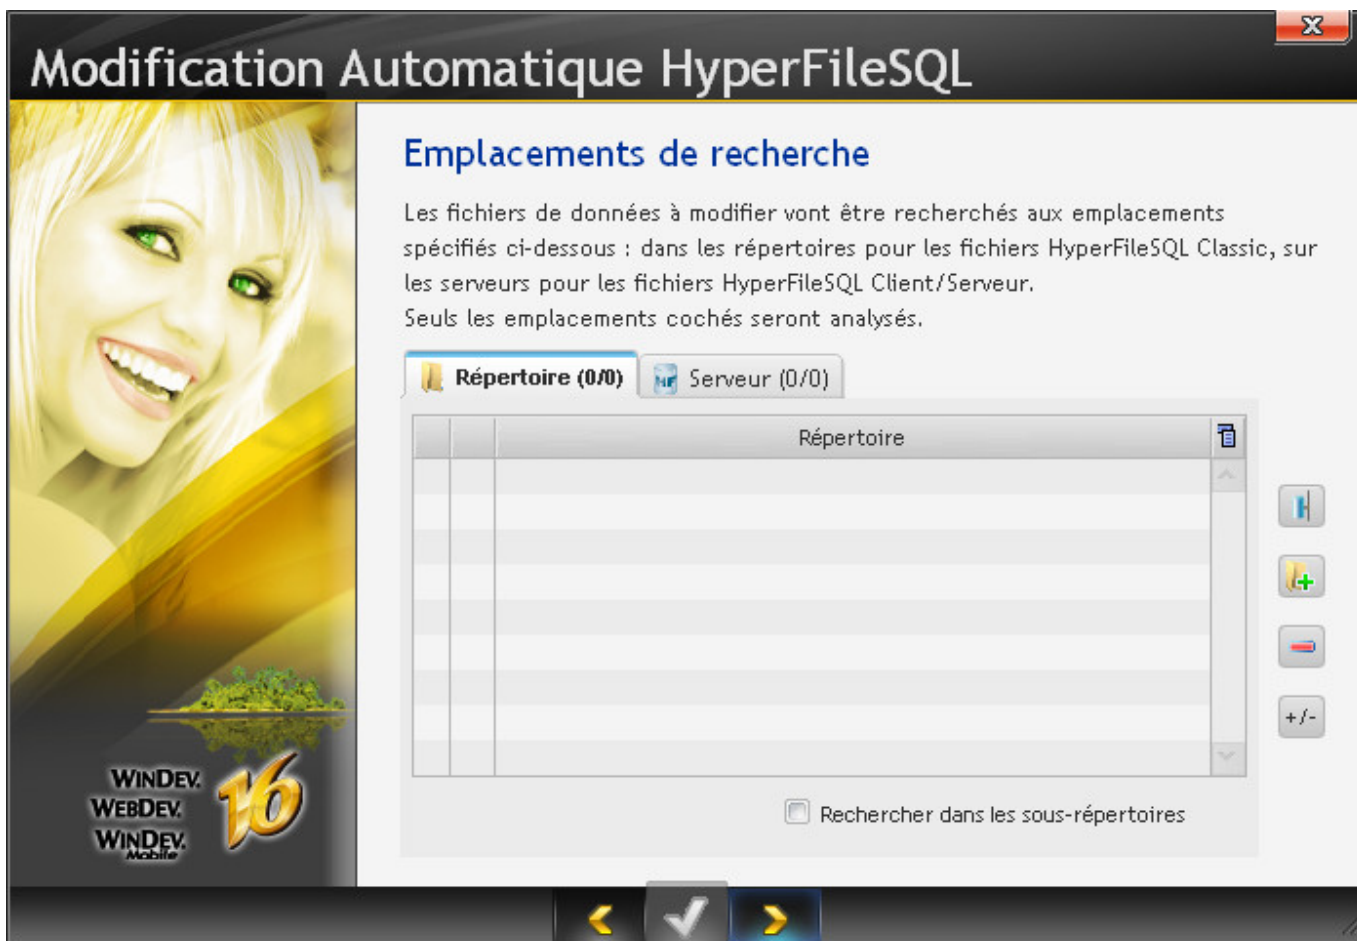 Modification Automatique HyperFileSQL
Emplacements de recherche
Les fichiers de données à modifier vont être recherchés aux emplacements
spécifiés ci-dessous : dans les répertoires pour les fichiers HyperFileSQL Classic, sur
les serveurs pour les fichiers HyperFileSQL Client/Serveur.
Seuls les emplacements cochés seront analysés.
Répertoire (0/0)
HF
Serveur (0/0)
Répertoire
+/-
Rechercher dans les sous-répertoires
WINDEV.
WEBDEV.
WINDEV.
Mobile
16